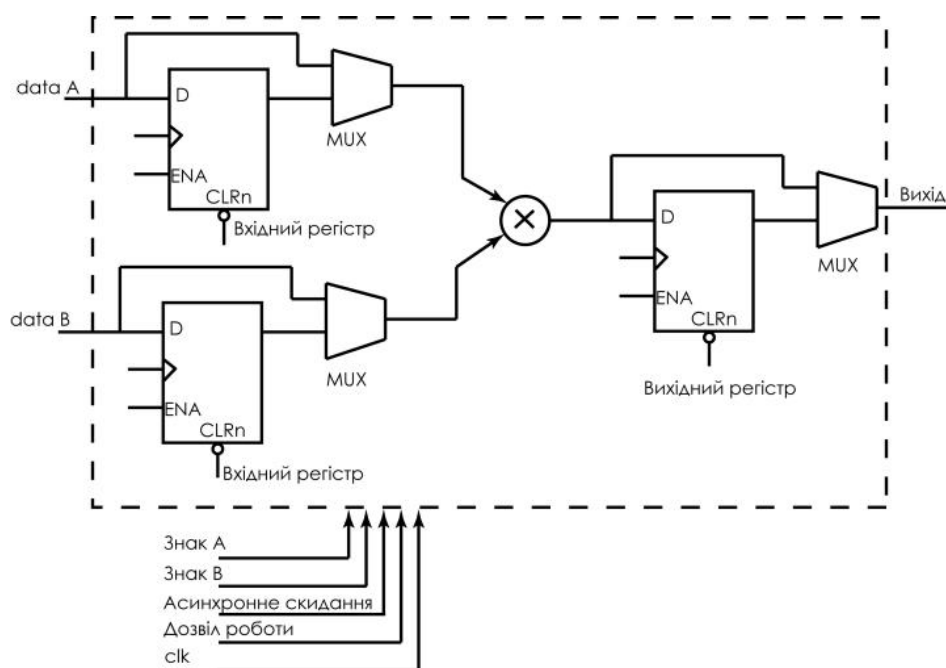 data A
D
ENA
CLRn
Вхідний регістр
MUX
data B
D
ENA
CLRn
Вхідний регістр
MUX
×
D
ENA
CLRn
Вихідний регістр
MUX
Вихід
Знак A
Знак B
Асинхронне скидання
Дозвіл роботи
clk